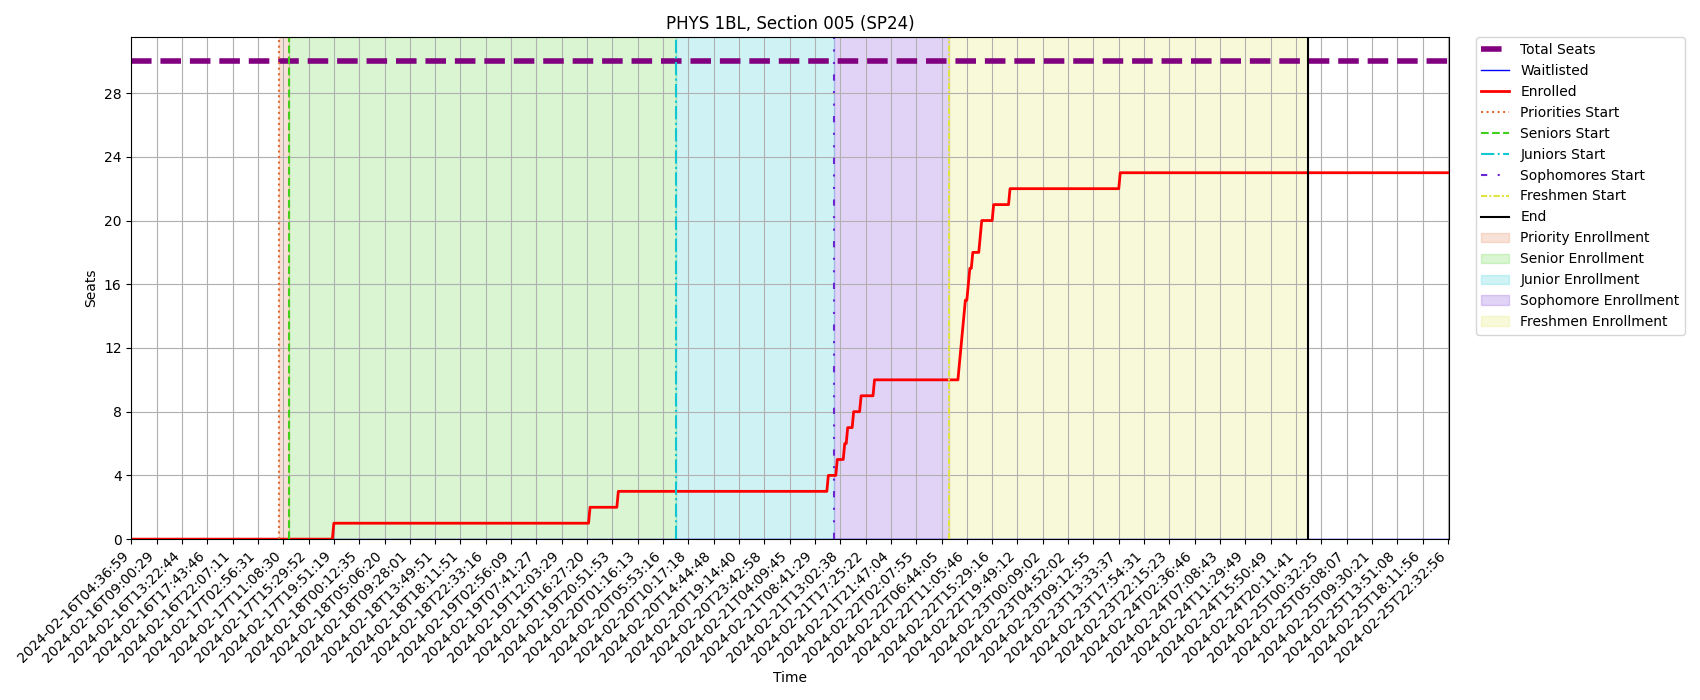 PHYS 1BL, Section 005 (SP24)
Seats
28
24
20
16
12
8
4
0
2024-02-16T04:36:59
2024-02-16T09:00:29
2024-02-16T13:22:44
2024-02-16T17:43:46
2024-02-16T22:07:11
2024-02-17T02:56:31
2024-02-17T11:08:30
2024-02-17T15:29:52
2024-02-17T19:51:19
2024-02-18T00:12:35
2024-02-18T05:06:20
2024-02-18T09:28:01
2024-02-18T13:49:51
2024-02-18T18:11:51
2024-02-18T22:33:16
2024-02-19T02:56:09
2024-02-19T07:41:27
2024-02-19T12:03:29
2024-02-19T16:27:20
2024-02-19T20:51:53
2024-02-20T01:16:13
2024-02-20T05:53:16
2024-02-20T10:17:18
2024-02-20T14:44:48
2024-02-20T19:14:40
2024-02-20T23:42:58
2024-02-21T04:09:45
2024-02-21T08:41:29
2024-02-21T13:02:38
2024-02-21T17:25:22
2024-02-21T21:47:04
2024-02-22T02:07:55
2024-02-22T06:44:05
2024-02-22T11:05:46
2024-02-22T15:29:16
2024-02-22T19:49:12
2024-02-23T00:09:02
2024-02-23T04:52:02
2024-02-23T09:12:55
2024-02-23T13:33:37
2024-02-23T17:54:31
2024-02-23T22:15:23
2024-02-24T02:36:46
2024-02-24T07:08:43
2024-02-24T11:29:49
2024-02-24T15:50:49
2024-02-24T20:11:41
2024-02-25T00:32:25
2024-02-25T05:08:07
2024-02-25T09:30:21
2024-02-25T13:51:08
2024-02-25T18:11:56
2024-02-25T22:32:56
Time
Total Seats
Waitlisted
Enrolled
Priorities Start
Seniors Start
Juniors Start
Sophomores Start
Freshmen Start
End
Priority Enrollment
Senior Enrollment
Junior Enrollment
Sophomore Enrollment
Freshmen Enrollment